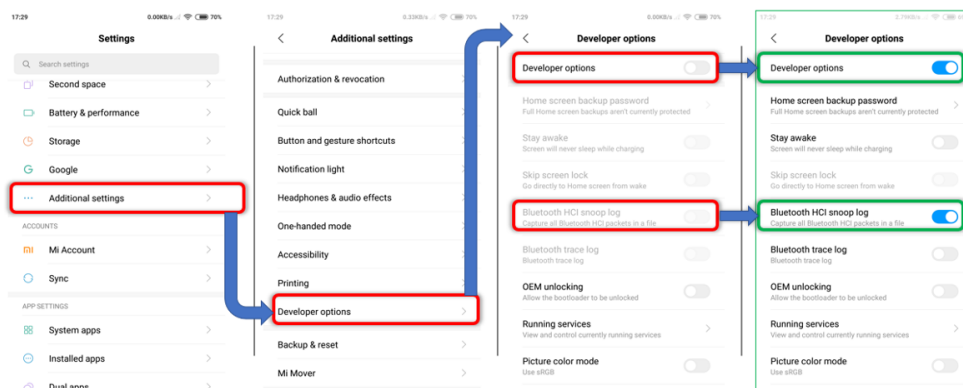 17:29
0.00KB/s
70%
Settings
Search settings
Second space
Battery & performance
Storage
Google
Additional settings
ACCOUNTS
Mi Account
Sync
APP SETTINGS
System apps
Installed apps
Dual apps
17:29
0.33KB/s
70%
Additional settings
Authorization & revocation
Quick ball
Button and gesture shortcuts
Notification light
Headphones & audio effects
One-handed mode
Accessibility
Printing
Developer options
Backup & reset
Mi Mover
17:29
0.00KB/s
70%
Developer options
Developer options
Home screen backup password
Full Home screen backups aren't currently protected
Stay awake
Screen will never sleep while charging
Skip screen lock
Go directly to Home screen from wake
Bluetooth HCI snoop log
Capture all Bluetooth HCI packets in a file
Bluetooth trace log
Bluetooth trace log
OEM unlocking
Allow the bootloader to be unlocked
Running services
View and control currently running services
Picture color mode
Use sRGB
17:29
Developer options
Developer options
Home screen backup password
Full Home screen backups aren't currently protected
Stay awake
Screen will never sleep while charging
Skip screen lock
Go directly to Home screen from wake
Bluetooth HCI snoop log
Capture all Bluetooth HCI packets in a file
Bluetooth trace log
Bluetooth trace log
OEM unlocking
Allow the bootloader to be unlocked
Running services
View and control currently running services
Picture color mode
Use sRGB